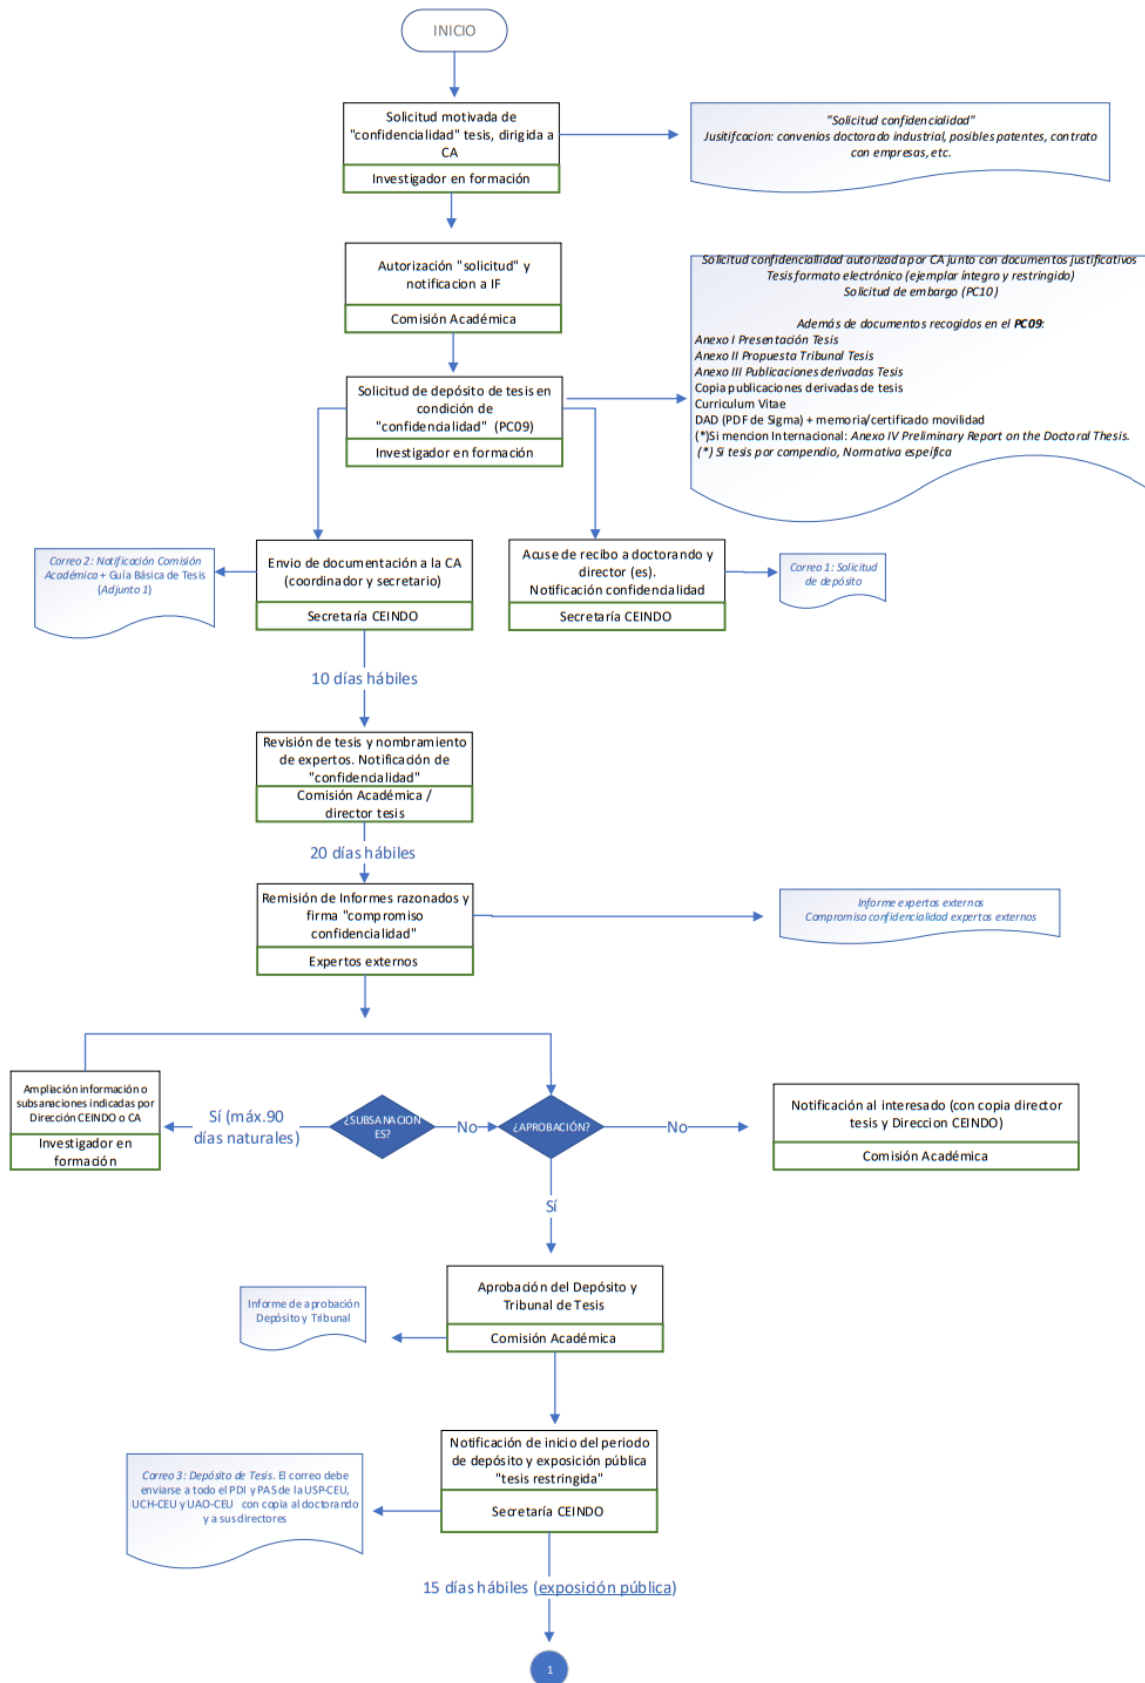 INICIO
Solicitud motivada de
"confidencialidad" tesis, dirigida a
CA
Investigador en formación
"Solicitud confidencialidad"
Jusitifcacion: convenios doctorado industrial, posibles patentes, contrato
con empresas, etc.
Autorización "solicitud" y
notificacion a IF
Comisión Académica
Solicitud confidenciallidad autorizada por CA junto con documentos justificativos
Tesis formato electrónico (ejemplar íntegro y restringido)
Solicitud de embargo (PC10)
Además de documentos recogidos en el PC09:
Anexo I Presentación Tesis
Anexo II Propuesta Tribunal Tesis
Anexo III Publicaciones derivadas Tesis
Copia publicaciones derivadas de tesis
Curriculum Vitae
DAD (PDF de Sigma) + memoria/certificado movilidad
(*)Si mencion Internacional: Anexo IV Preliminary Report on the Doctoral Thesis.
(*) Si tesis por compendio, Normativa espeífica
Solicitud de depósito de tesis en
condición de
"confidencialidad" (PC09)
Investigador en formación
Correo 2: Notificación Comisión
Académica + Guía Básica de Tesis
(Adjunto 1)
Envio de documentación a la CA
(coordinador y secretario)
Secretaría CEINDO
Acuse de recibo a doctorando y
director (es).
Notificación confidencialidad
Secretaría CEINDO
Correo 1: Solicitud
de depósito
10 días hábiles
Revisión de tesis y nombramiento
de expertos. Notificación de
"confidencialidad"
Comisión Académica /
director tesis
20 días hábiles
Remisión de Informes razonados y
firma "compromiso
confidencialidad"
Expertos externos
Informe expertos externos
Compromiso confidencialidad expertos externos
Ampliación información o
subsanaciones indicadas por
Dirección CEINDO o CA
Investigador en
formación
Sí (máx.90
días naturales)
¿SUBSANACION
ES?
No
¿APROBACIÓN?
No
Notificación al interesado (con copia director
tesis y Direccion CEINDO)
Comisión Académica
Sí
Aprobación del Depósito y
Tribunal de Tesis
Comisión Académica
Informe de aprobación
Depósito y Tribunal
Notificación de inicio del periodo
de depósito y exposición pública
"tesis restringida"
Secretaría CEINDO
Correo 3: Depósito de Tesis. El correo debe
enviarse a todo el PDI y PAS de la USP-CEU,
UCH-CEU y UAO-CEU con copia al doctorando
y a sus directores
15 días hábiles (exposición pública)
1